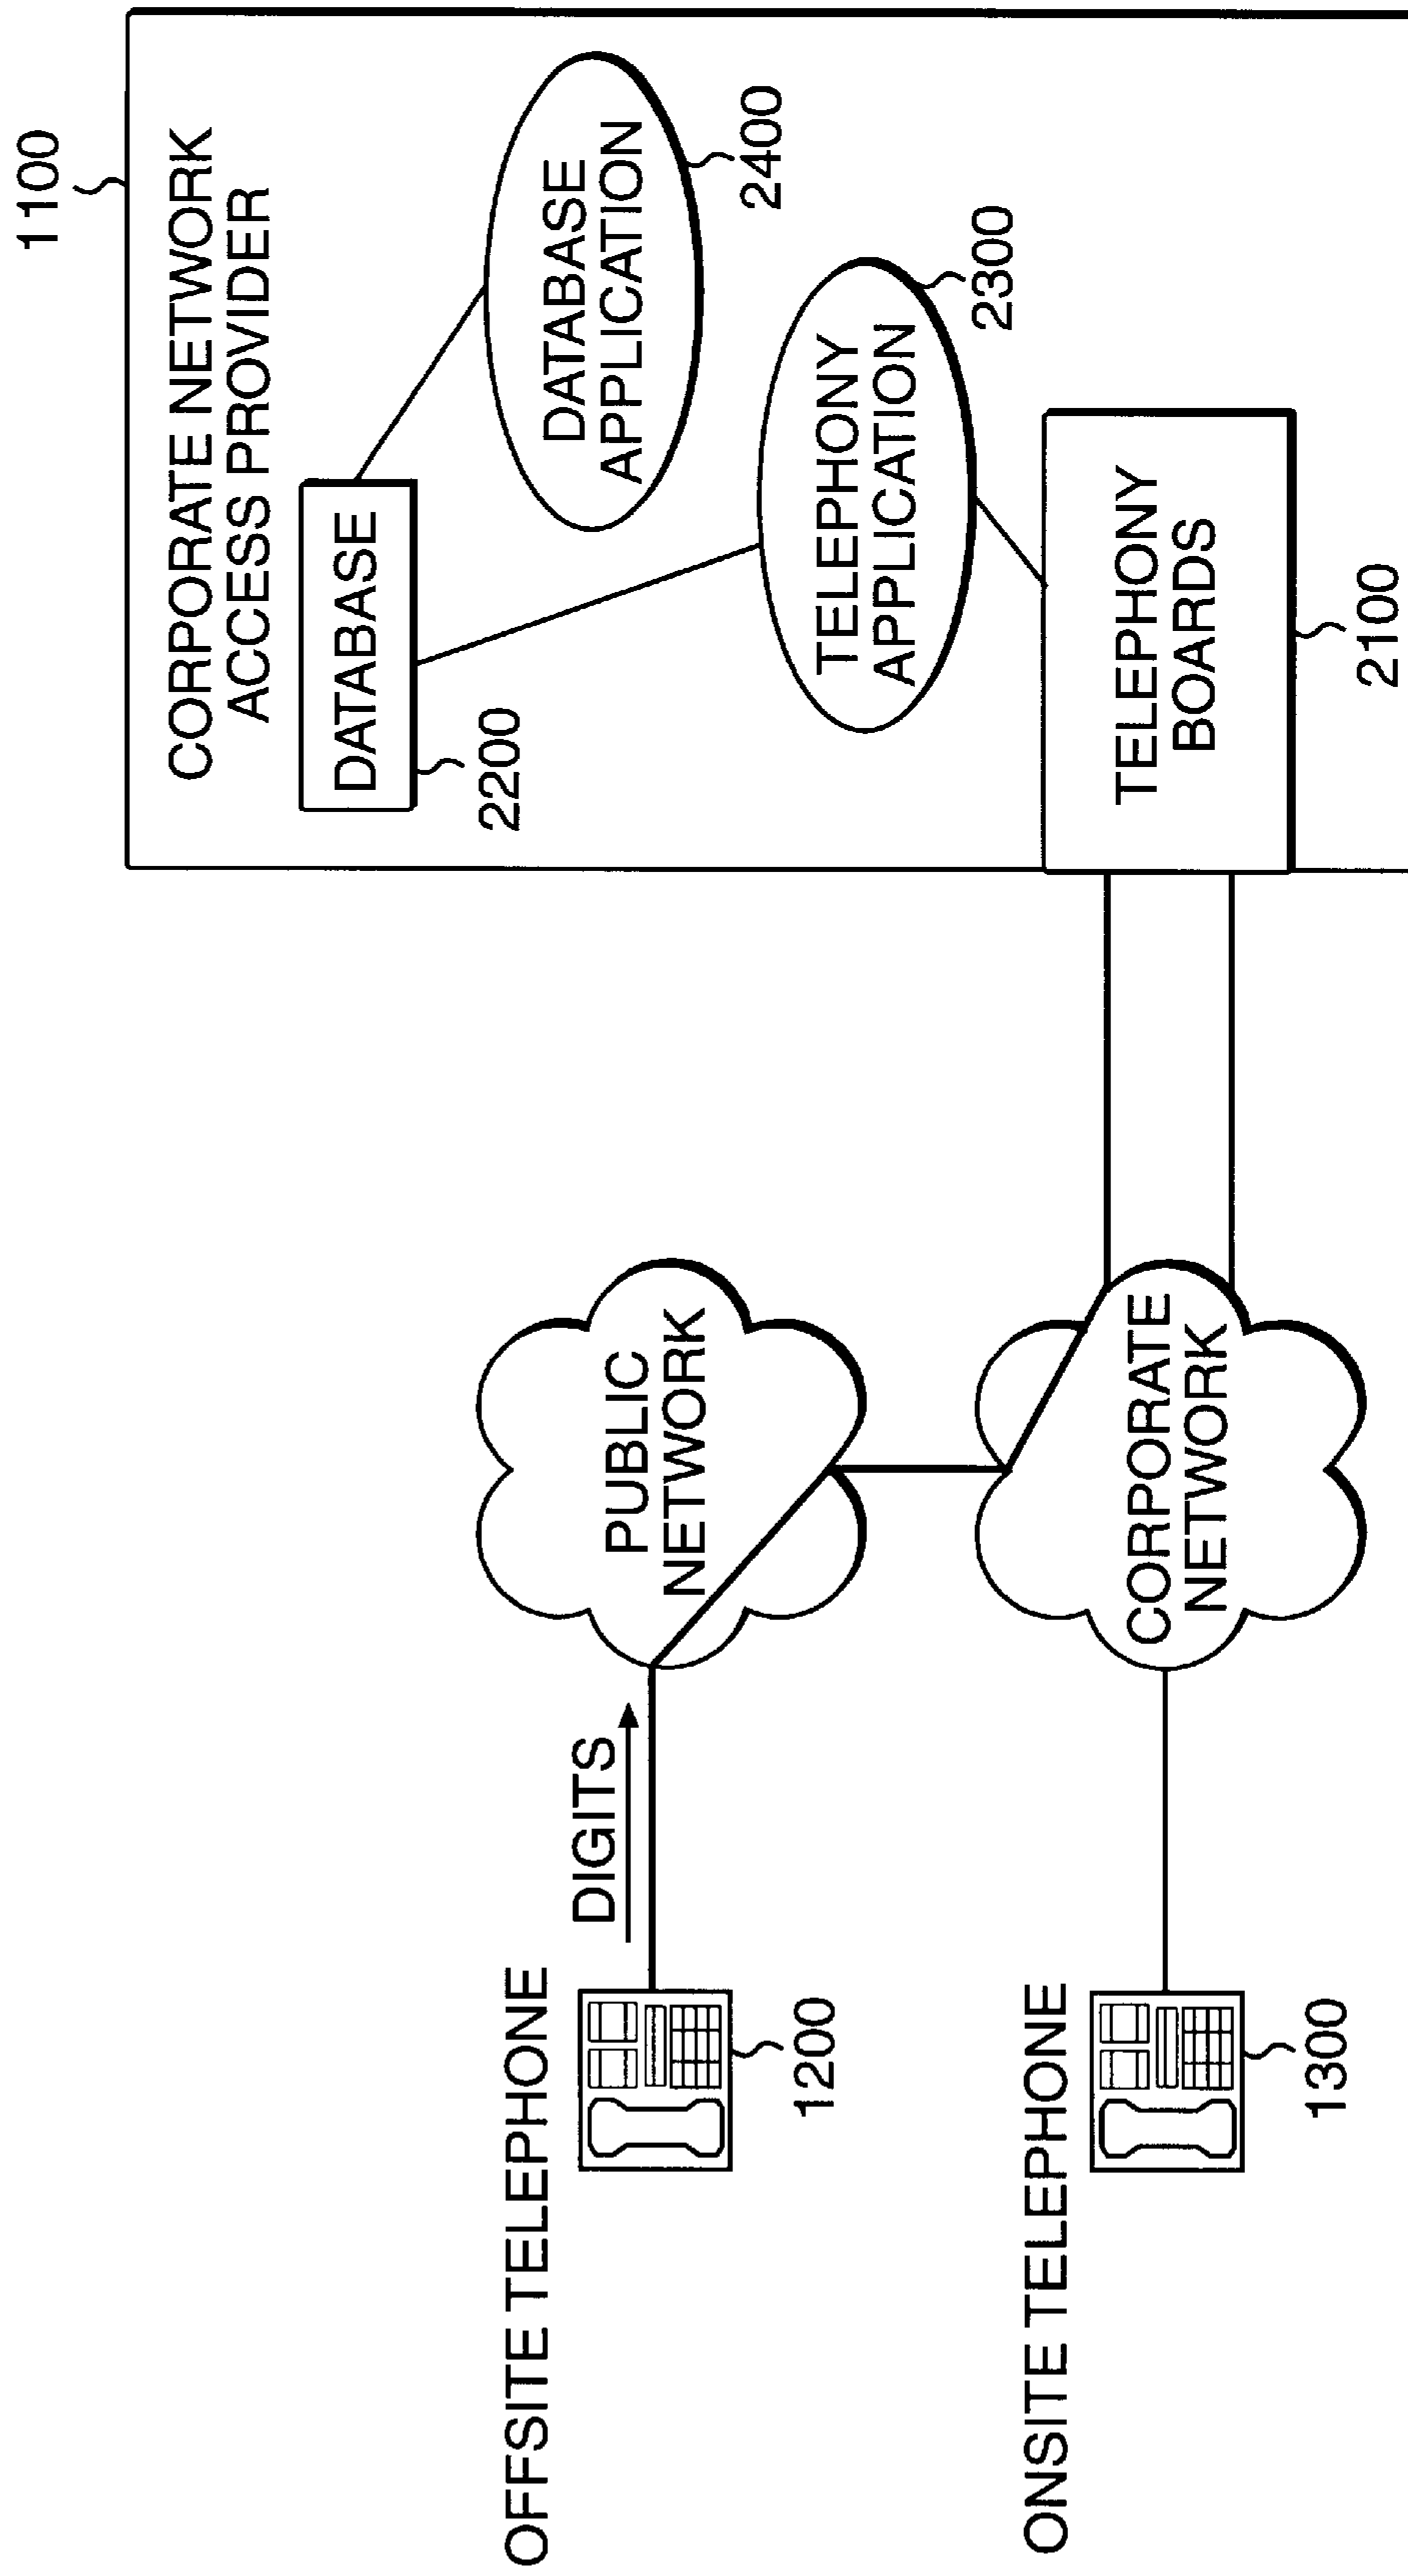 1100
CORPORATE NETWORK
ACCESS PROVIDER
DATABASE
2200
DATABASE
APPLICATION
2400
TELEPHONY
APPLICATION
2300
TELEPHONY
BOARDS
2100
PUBLIC
NETWORK
CORPORATE
NETWORK
DIGITS
OFFSITE TELEPHONE
1200
ONSITE TELEPHONE
1300